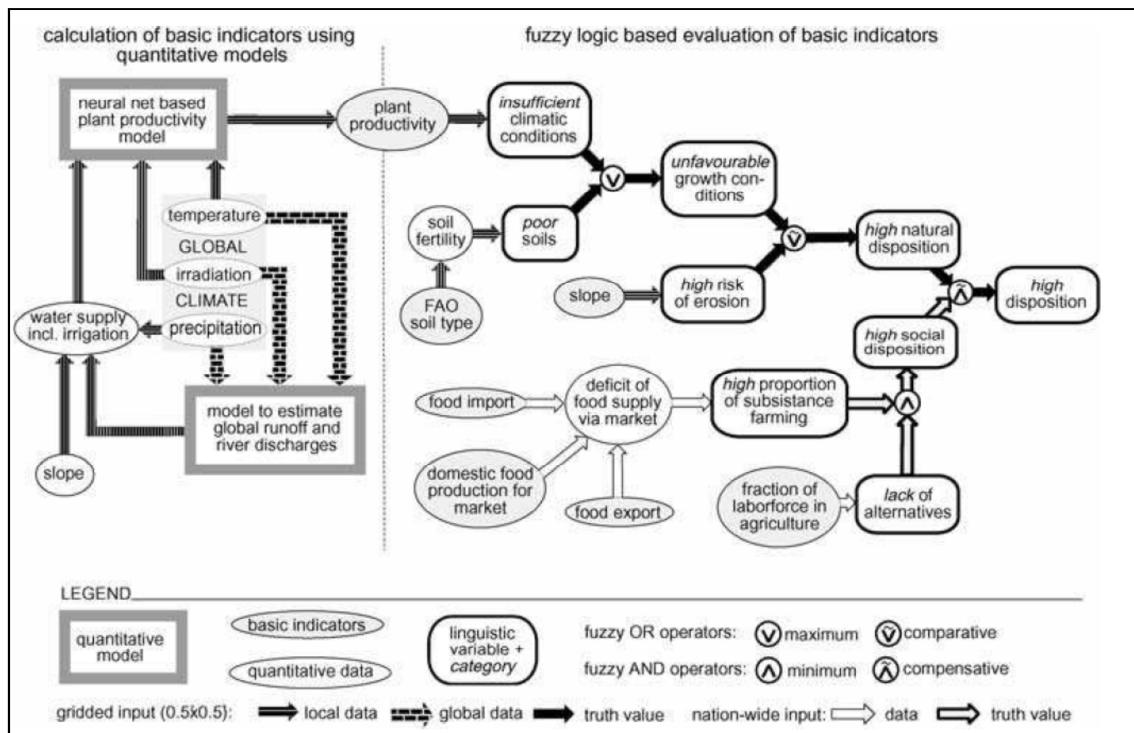 calculation of basic indicators using
quantitative models
fuzzy logic based evaluation of basic indicators
neural net based
plant productivity
model
plant
productivity
insufficient
climatic
conditions
unfavourable
growth con-
ditions
v
temperature
GLOBAL
irradiation
CLIMATE
precipitation
soil
fertility
poor
soils
FAO
soil type
slope
high risk
of erosion
ṽ
high natural
disposition
ʌ̃
high
disposition
water supply
incl. irrigation
slope
model to estimate
global runoff and
river discharges
high social
disposition
food import
deficit of
food supply
via market
high proportion
of subsistance
farming
ʌ
domestic food
production for
market
food export
fraction of
laborforce in
agriculture
lack of
alternatives
LEGEND
quantitative
model
basic indicators
quantitative data
linguistic
variable +
category
fuzzy OR operators: v maximum ṽ comparative
fuzzy AND operators: ʌ minimum ʌ̃ compensative
gridded input (0.5x0.5): local data global data truth value nation-wide input: data truth value